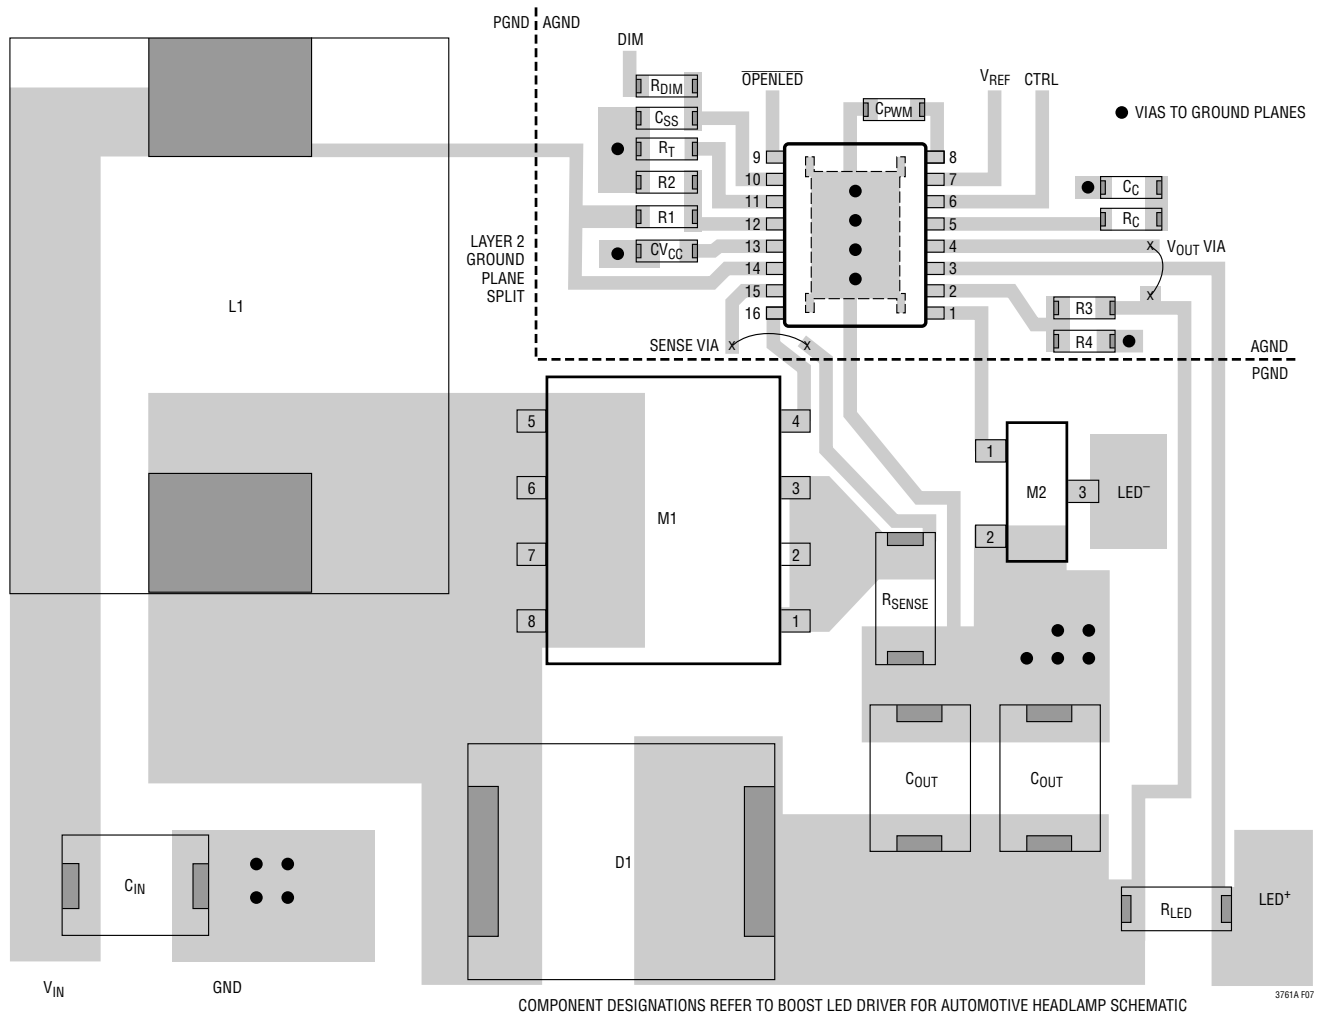 PGND AGND
DIM
RDIM
CSS
RT
R2
R1
CVCC
OPENLED
CPWM
VREF CTRL
● VIAS TO GROUND PLANES
9
10
11
12
13
14
15
16
8
7
6
5
4
3
2
1
CC
RC
x VOUT VIA
x
R3
R4
LAYER 2
GROUND
PLANE
SPLIT
SENSE VIA x x
AGND
PGND
L1
5
6
7
8
M1
4
3
2
1
1
2
M2
3
LED–
RSENSE
COUT
COUT
D1
CIN
RLED
LED+
VIN
GND
COMPONENT DESIGNATIONS REFER TO BOOST LED DRIVER FOR AUTOMOTIVE HEADLAMP SCHEMATIC
3761A F07